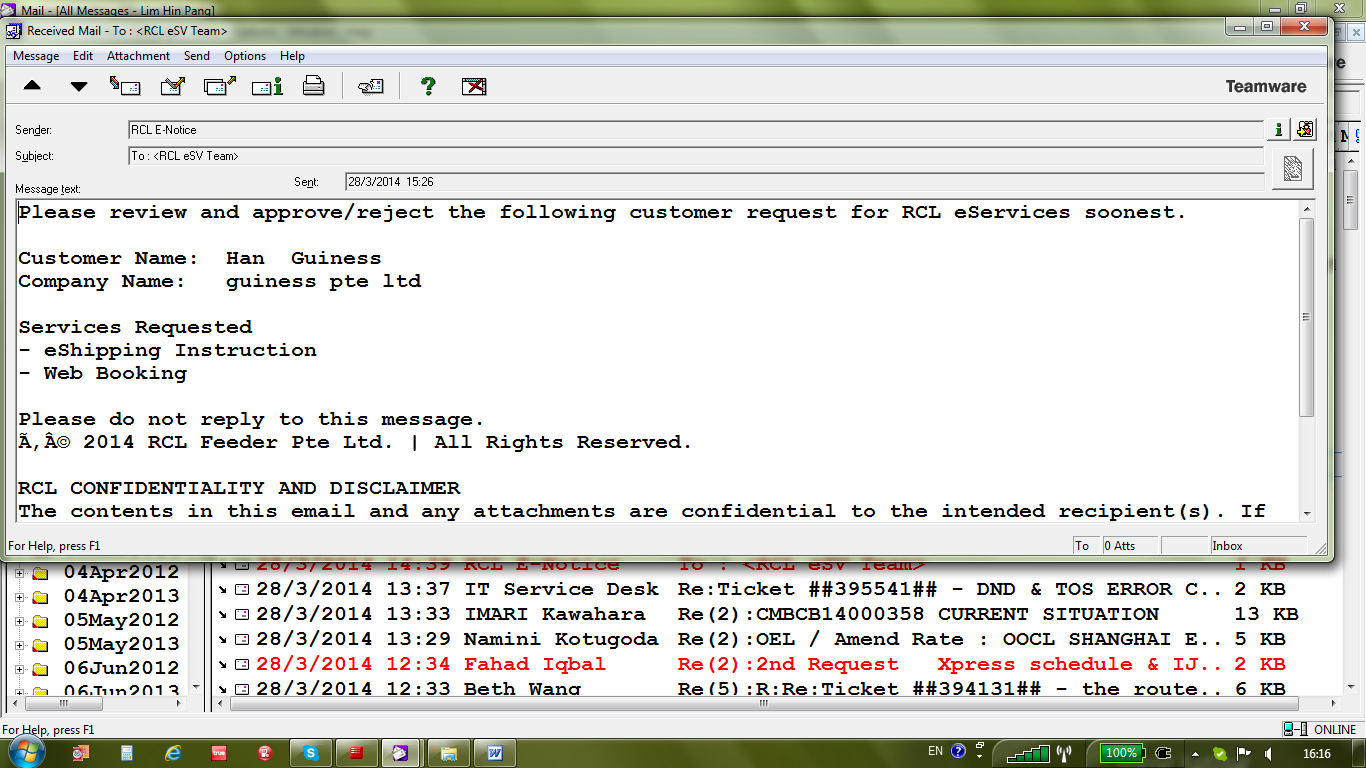 Mail - [All Messages - Lim Hin Pang]
Received Mail - To : <RCL eSV Team>
Message Edit Attachment Send Options Help
Teamware
Sender: RCL E-Notice
Subject: To : <RCL eSV Team>
Sent: 28/3/2014 15:26
Message text:
Please review and approve/reject the following customer request for RCL eServices soonest.
Customer Name: Han Guiness
Company Name: guiness pte ltd
Services Requested
- eShipping Instruction
- Web Booking
Please do not reply to this message.
Ã‚Â© 2014 RCL Feeder Pte Ltd. | All Rights Reserved.
RCL CONFIDENTIALITY AND DISCLAIMER
The contents in this email and any attachments are confidential to the intended recipient(s). If
For Help, press F1
To 0 Atts Inbox
28/3/2014 14:39 RCL E-Notice To : <RCL eSV Team> 1 KB
04Apr2012
28/3/2014 13:37 IT Service Desk Re:Ticket ##395541## - DND & TOS ERROR C.. 2 KB
04Apr2013
28/3/2014 13:33 IMARI Kawahara Re(2):CMBCB14000358 CURRENT SITUATION 13 KB
05May2012
28/3/2014 13:29 Namini Kotugoda Re(2):OEL / Amend Rate : OOCL SHANGHAI E.. 5 KB
05May2013
28/3/2014 12:34 Fahad Iqbal Re(2):2nd Request Xpress schedule & IJ.. 2 KB
06Jun2012
28/3/2014 12:33 Beth Wang Re(5):R:Re:Ticket ##394131## - the route.. 6 KB
06Jun2013
For Help, press F1
ONLINE
EN
100%
16:16